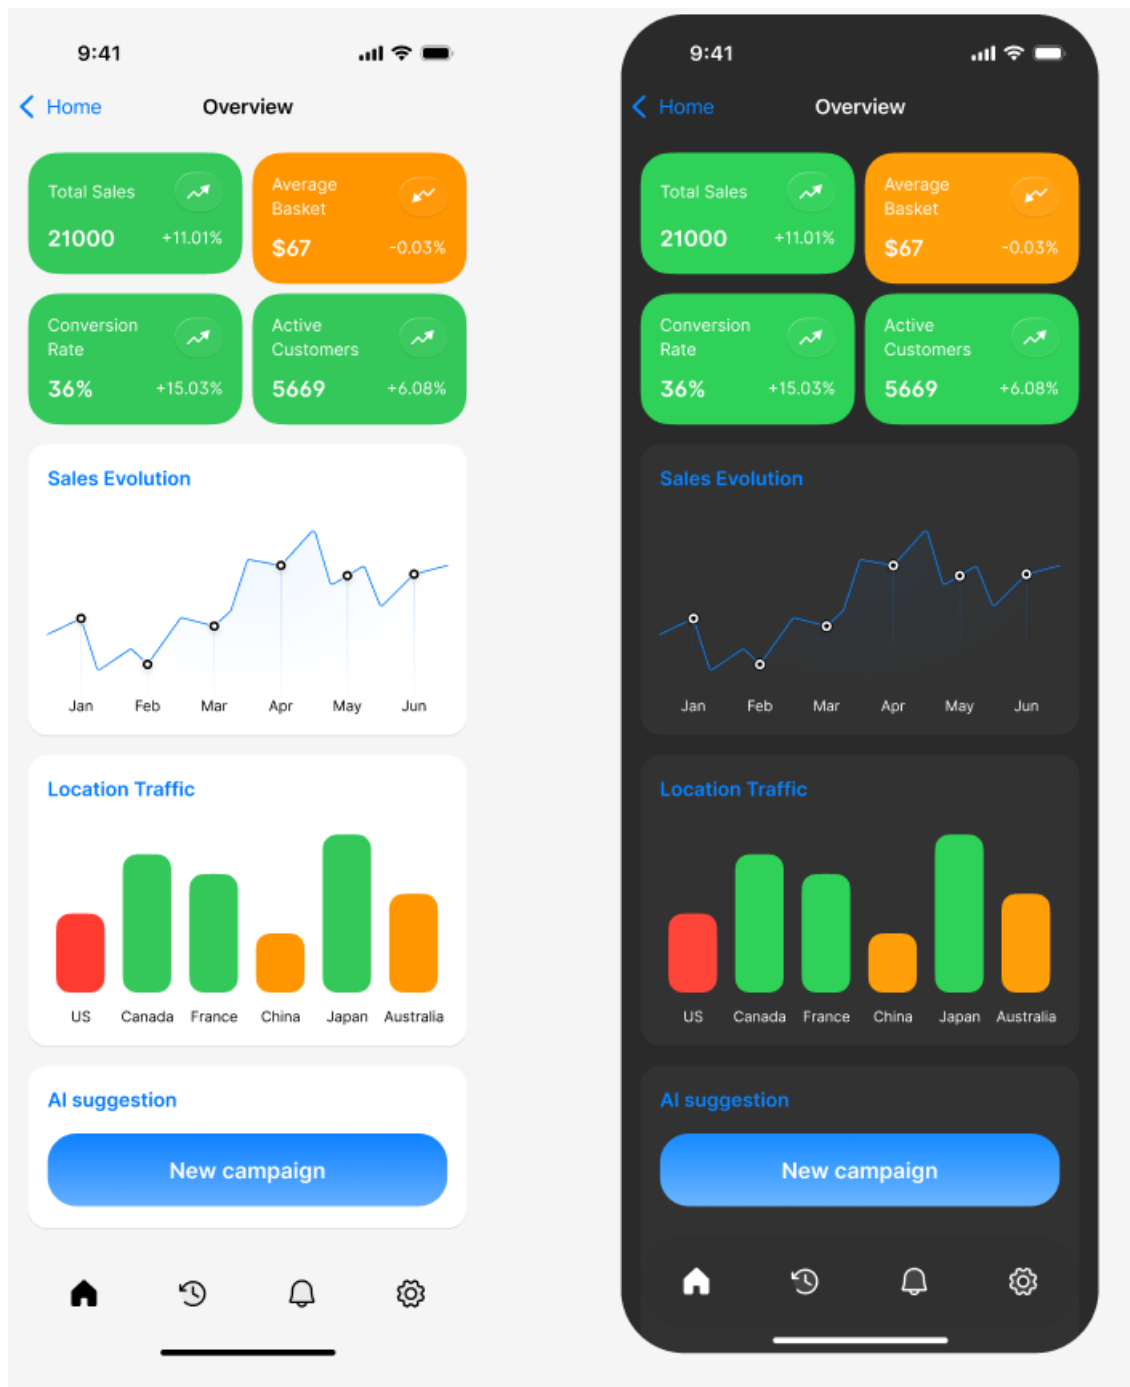 9:41
Home Overview
Total Sales
21000 +11.01%
Average
Basket
$67 -0.03%
Conversion
Rate
36% +15.03%
Active
Customers
5669 +6.08%
Sales Evolution
Jan Feb Mar Apr May Jun
Location Traffic
US Canada France China Japan Australia
AI suggestion
New campaign
9:41
Home Overview
Total Sales
21000 +11.01%
Average
Basket
$67 -0.03%
Conversion
Rate
36% +15.03%
Active
Customers
5669 +6.08%
Sales Evolution
Jan Feb Mar Apr May Jun
Location Traffic
US Canada France China Japan Australia
AI suggestion
New campaign